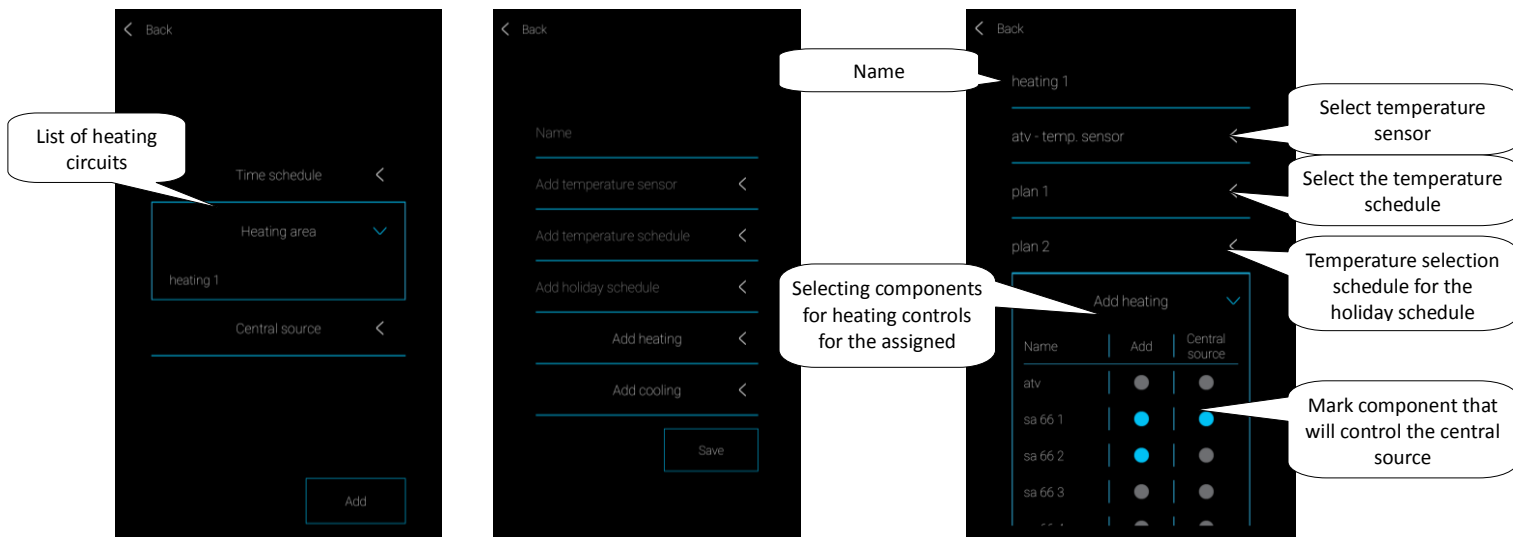 Back
List of heating
circuits
Time schedule
Heating area
heating 1
Central source
Add
Back
Name
Add temperature sensor
Add temperature schedule
Add holiday schedule
Add heating
Add cooling
Save
Back
Name
heating 1
Select temperature
sensor
atv - temp. sensor
Select the temperature
schedule
plan 1
plan 2
Temperature selection
schedule for the
holiday schedule
Selecting components
for heating controls
for the assigned
Add heating
Name Add Central
source
atv
sa 66 1
Mark component that
will control the central
source
sa 66 2
sa 66 3